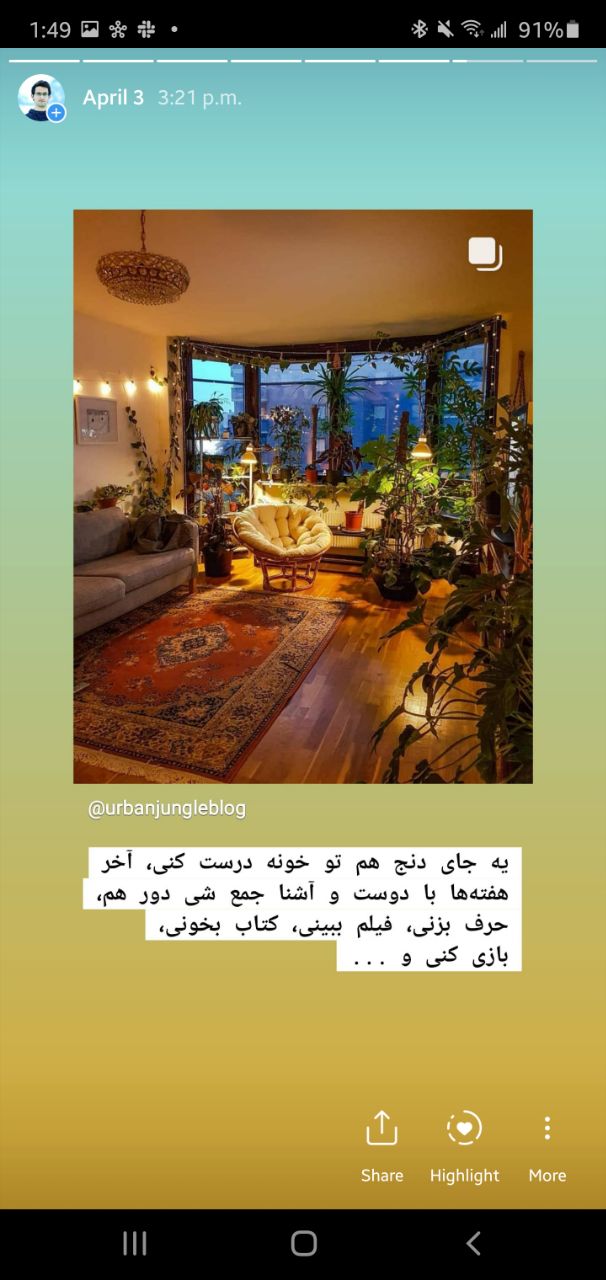 1:49
91%
April 3 3:21 p.m.
@urbanjungleblog
یه جای دنج هم تو خونه درست کنی، آخر
هفته‌ها با دوست و آشنا جمع شی دور هم،
حرف بزنی، فیلم ببینی، کتاب بخونی،
بازی کنی و ...
Share Highlight More